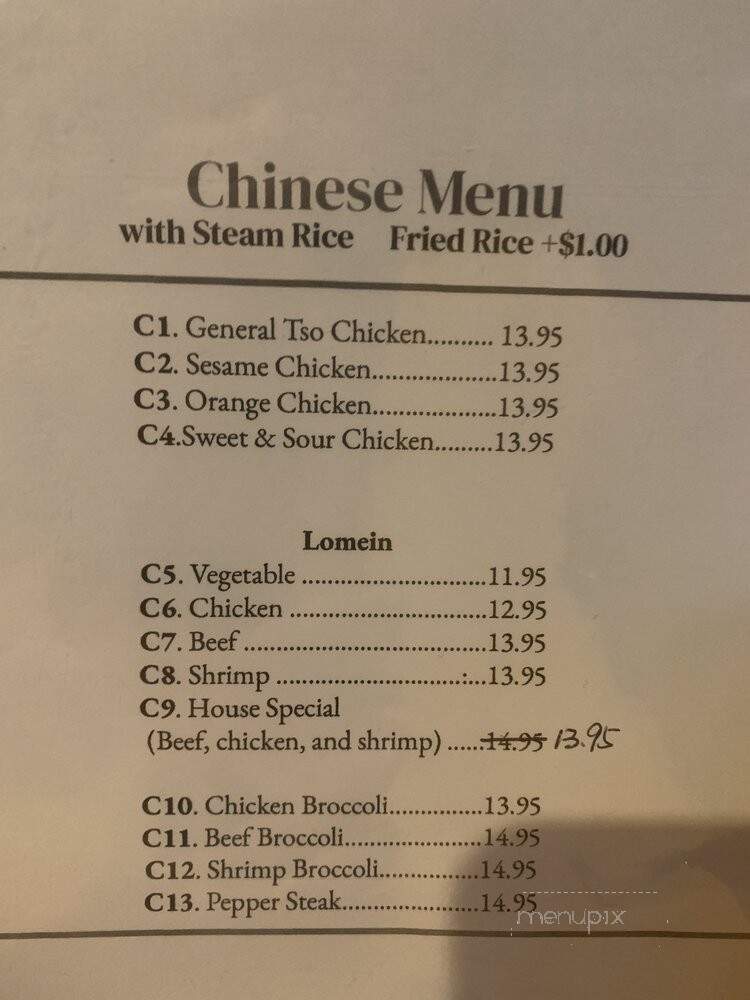 Chinese Menu
with Steam Rice Fried Rice +$1.00
C1. General Tso Chicken.......... 13.95
C2. Sesame Chicken...................13.95
C3. Orange Chicken...................13.95
C4.Sweet & Sour Chicken.........13.95
Lomein
C5. Vegetable ............................11.95
C6. Chicken ..............................12.95
C7. Beef .....................................13.95
C8. Shrimp ............................:...13.95
C9. House Special
(Beef, chicken, and shrimp) ......14.95 13.95
C10. Chicken Broccoli...............13.95
C11. Beef Broccoli......................14.95
C12. Shrimp Broccoli................14.95
C13. Pepper Steak.....................14.95
menupix